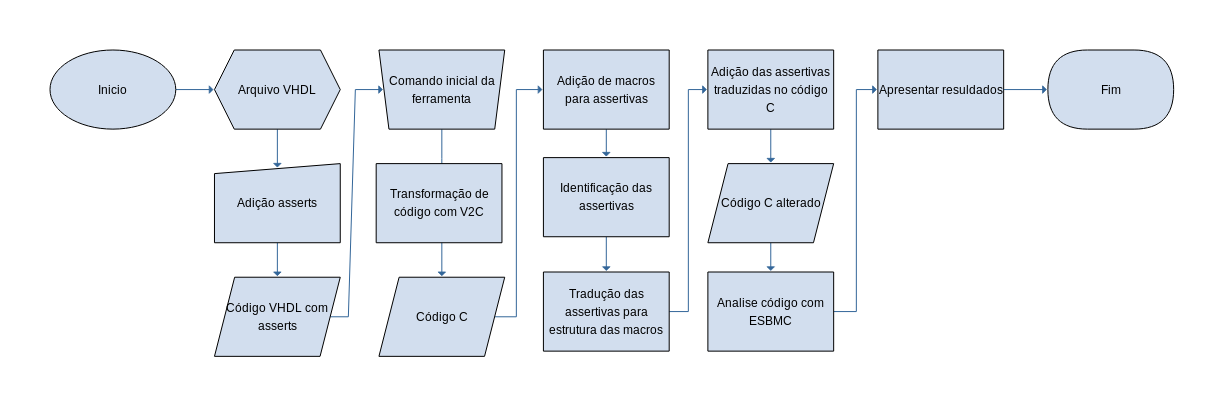 Inicio
Arquivo VHDL
Adição asserts
Código VHDL com
asserts
Comando inicial da
ferramenta
Transformação de
código com V2C
Código C
Adição de macros
para assertivas
Identificação das
assertivas
Tradução das
assertivas para
estrutura das macros
Adição das assertivas
traduzidas no código
C
Código C alterado
Analise código com
ESBMC
Apresentar resuldados
Fim